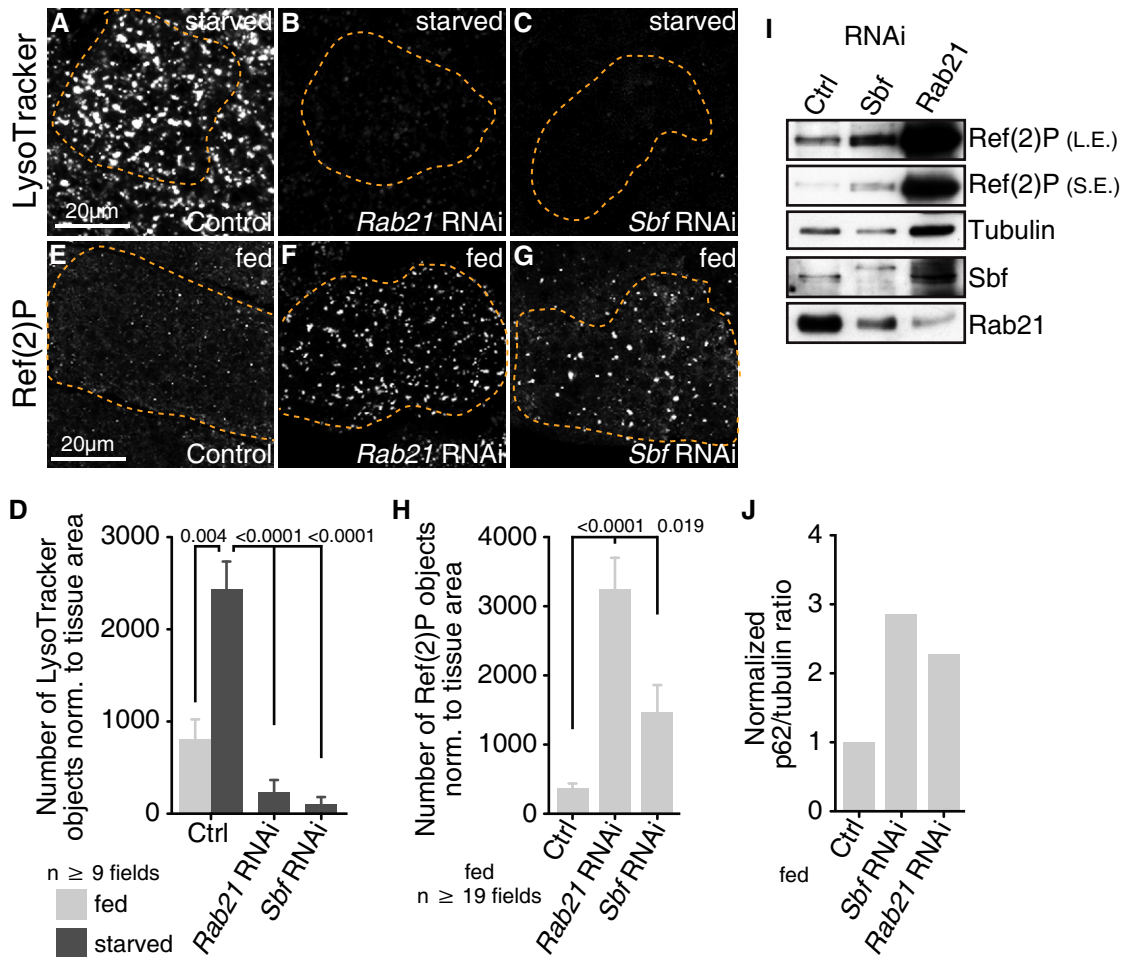 A
starved
B
starved
C
starved
LysoTracker
20µm
Control
Rab21 RNAi
Sbf RNAi
E
fed
F
fed
G
fed
Ref(2)P
20µm
Control
Rab21 RNAi
Sbf RNAi
I
RNAi
Ctrl
Sbf
Rab21
Ref(2)P (L.E.)
Ref(2)P (S.E.)
Tubulin
Sbf
Rab21
D
Number of LysoTracker
objects norm. to tissue area
3000
2000
1000
0
0.004
<0.0001
<0.0001
Ctrl
Rab21 RNAi
Sbf RNAi
n ≥ 9 fields
fed
starved
H
Number of Ref(2)P objects
norm. to tissue area
4000
3000
2000
1000
0
<0.0001
0.019
Ctrl
Rab21 RNAi
Sbf RNAi
fed
n ≥ 19 fields
J
Normalized
p62/tubulin ratio
4
3
2
1
0
Ctrl
Sbf RNAi
Rab21 RNAi
fed